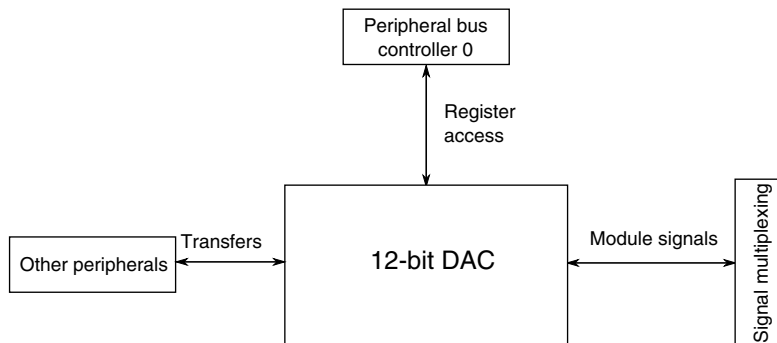 Peripheral bus
controller 0
Register
access
Transfers
Other peripherals
12-bit DAC
Module signals
Signal multiplexing